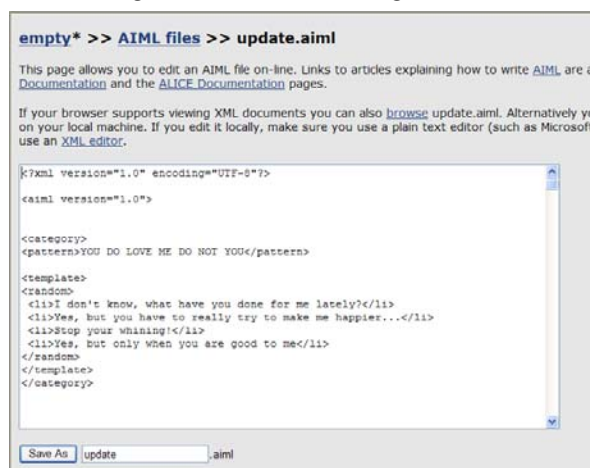 empty* >> AIML files >> update.aiml
This page allows you to edit an AIML file on-line. Links to articles explaining how to write AIML are a
Documentation and the ALICE Documentation pages.
If your browser supports viewing XML documents you can also browse update.aiml. Alternatively y
on your local machine. If you edit it locally, make sure you use a plain text editor (such as Microsof
use an XML editor.
<?xml version="1.0" encoding="UTF-8"?>
<aiml version="1.0">
<category>
<pattern>YOU DO LOVE ME DO NOT YOU</pattern>
<template>
<random>
<li>I don't know, what have you done for me lately?</li>
<li>Yes, but you have to really try to make me happier...</li>
<li>Stop your whining!</li>
<li>Yes, but only when you are good to me</li>
</random>
</template>
</category>
Save As update .aiml